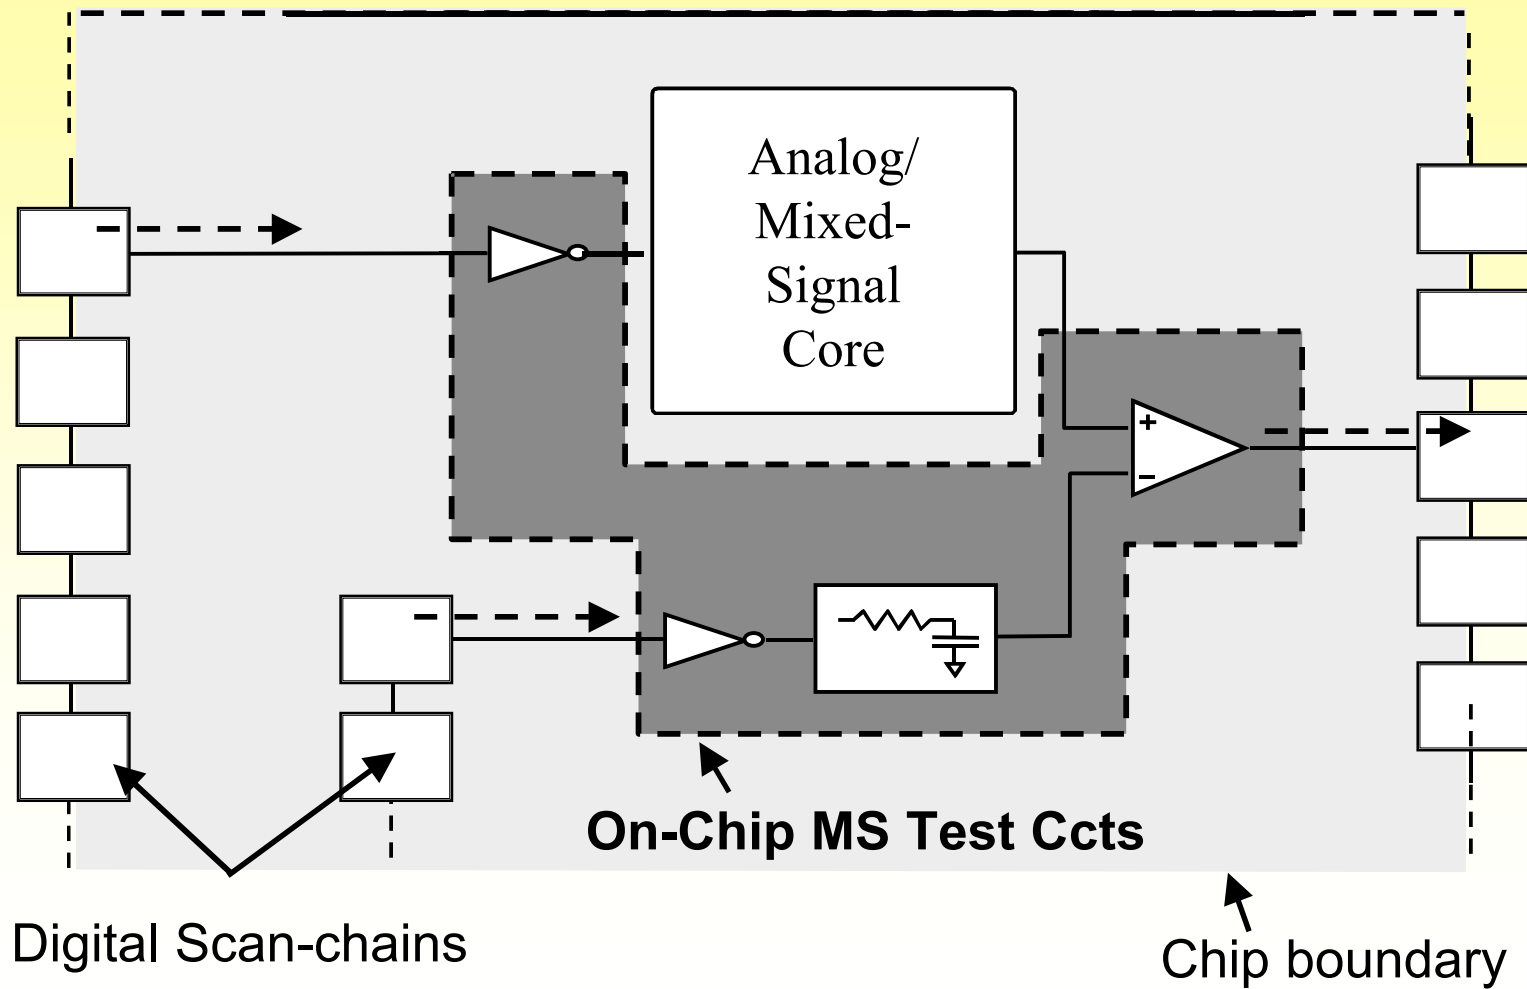 Analog/
Mixed-
Signal
Core
+
−
On-Chip MS Test Ccts
Digital Scan-chains
Chip boundary